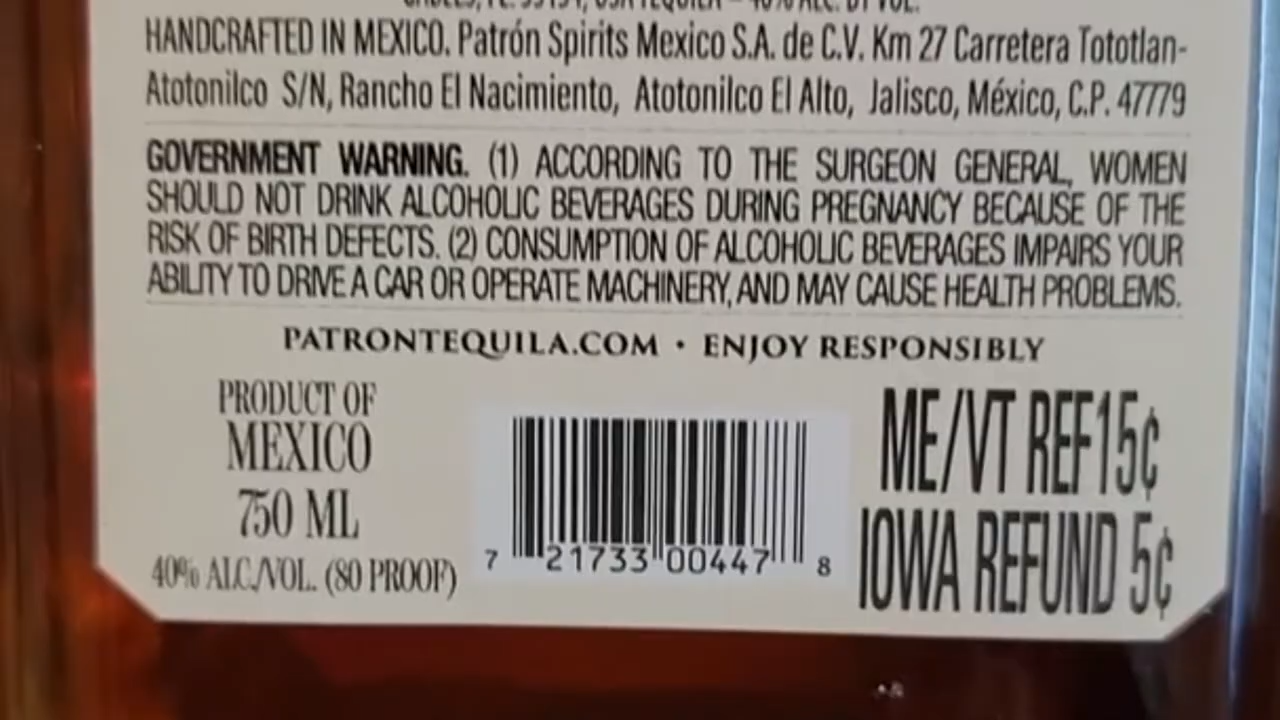 HANDCRAFTED IN MEXICO. Patrón Spirits Mexico S.A. de C.V. Km 27 Carretera Tototlan-
Atotonilco S/N, Rancho El Nacimiento, Atotonilco El Alto, Jalisco, México, C.P. 47779
GOVERNMENT WARNING. (1) ACCORDING TO THE SURGEON GENERAL, WOMEN
SHOULD NOT DRINK ALCOHOLIC BEVERAGES DURING PREGNANCY BECAUSE OF THE
RISK OF BIRTH DEFECTS. (2) CONSUMPTION OF ALCOHOLIC BEVERAGES IMPAIRS YOUR
ABILITY TO DRIVE A CAR OR OPERATE MACHINERY, AND MAY CAUSE HEALTH PROBLEMS.
PATRONTEQUILA.COM • ENJOY RESPONSIBLY
PRODUCT OF
MEXICO
750 ML
40% ALC./VOL. (80 PROOF)
7 21733 00447 8
ME/VT REF15¢
IOWA REFUND 5¢